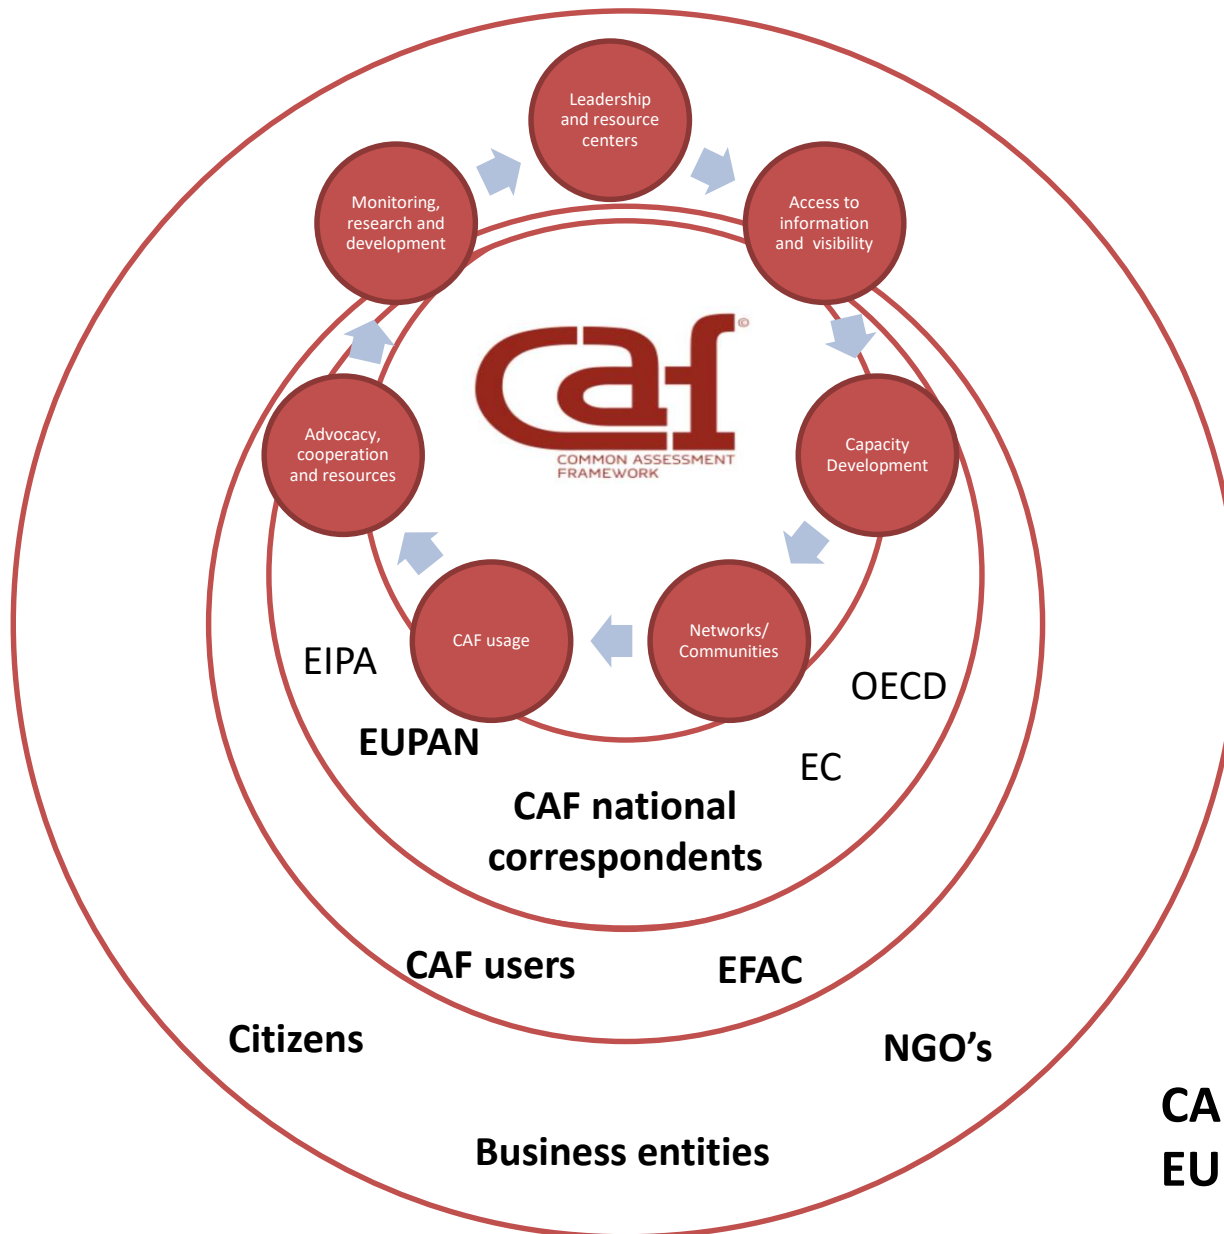 Leadership
and resource
centers
Monitoring,
research and
development
Access to
information
and visibility
caf©
COMMON ASSESSMENT
FRAMEWORK
Advocacy,
cooperation
and resources
Capacity
Development
CAF usage
Networks/
Communities
EIPA
OECD
EUPAN
EC
CAF national
correspondents
CAF users
EFAC
Citizens
NGO’s
Business entities
CA
EU